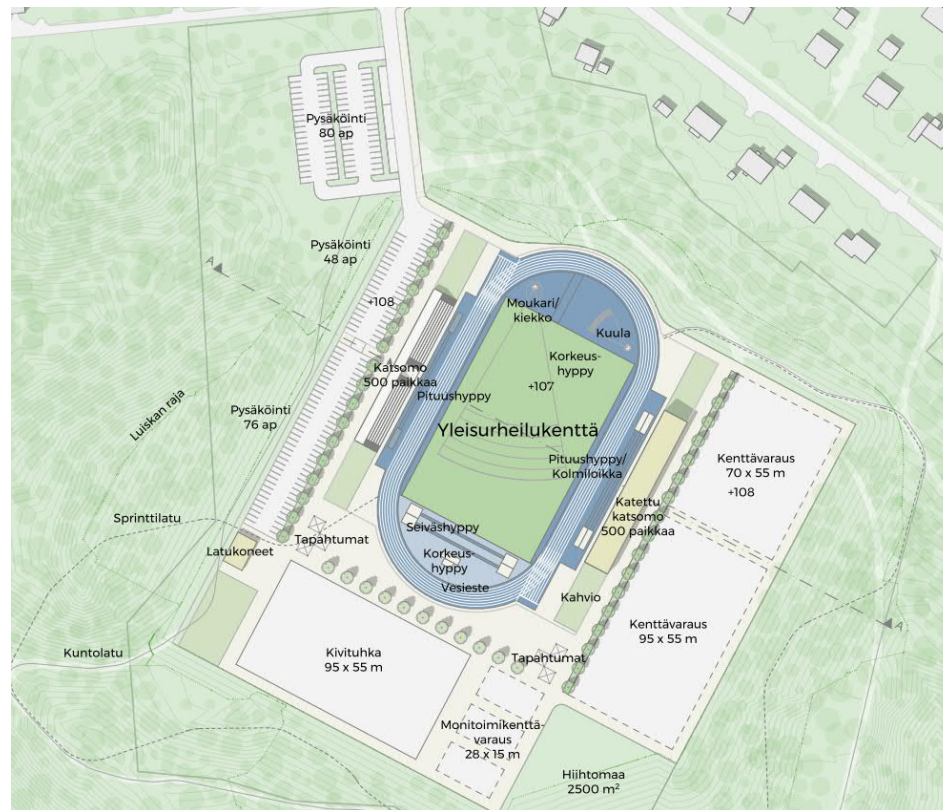 Pysäköinti
80 ap
Pysäköinti
48 ap
A
+108
Moukari/
kiekko
Kuula
Korkeus-
hyppy
+107
Katsomo
500 paikkaa
Pituushyppy
Luiskan raja
Pysäköinti
76 ap
Yleisurheilukenttä
Pituushyppy/
Kolmiloikka
Kenttävaraus
70 x 55 m
+108
Katettu
katsomo
500 paikkaa
Sprinttilatu
Seiväshyppy
Tapahtumat
Latukoneet
Korkeus-
hyppy
Vesieste
Kahvio
Kenttävaraus
95 x 55 m
A
Kuntolatu
Kivituhka
95 x 55 m
Tapahtumat
Monitoimikenttä-
varaus
28 x 15 m
Hiihtomaa
2500 m²